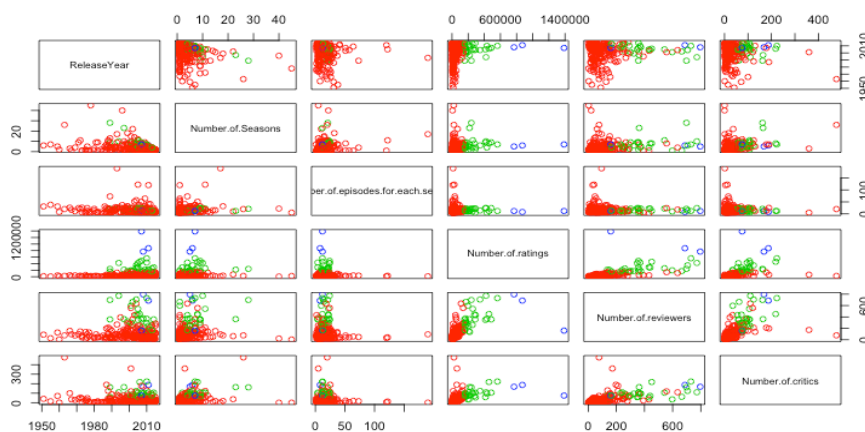 0 10 20 30 40
0 600000 1400000
0 200 400
ReleaseYear
1950 2010
Number.of.Seasons
0 20
ber.of.episodes.for.each.se
0 100
Number.of.ratings
0 1200000
Number.of.reviewers
0 600
Number.of.critics
0 300
1950 1980 2010
0 50 100
0 200 600